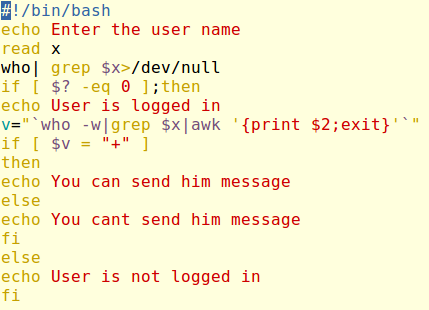 #!/bin/bash
echo Enter the user name
read x
who| grep $x>/dev/null
if [ $? -eq 0 ];then
echo User is logged in
v="`who -w|grep $x|awk '{print $2;exit}'`"
if [ $v = "+" ]
then
echo You can send him message
else
echo You cant send him message
fi
else
echo User is not logged in
fi